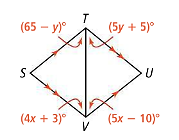 T
(65 − y)° (5y + 5)°
S U
(4x + 3)° (5x − 10)°
V